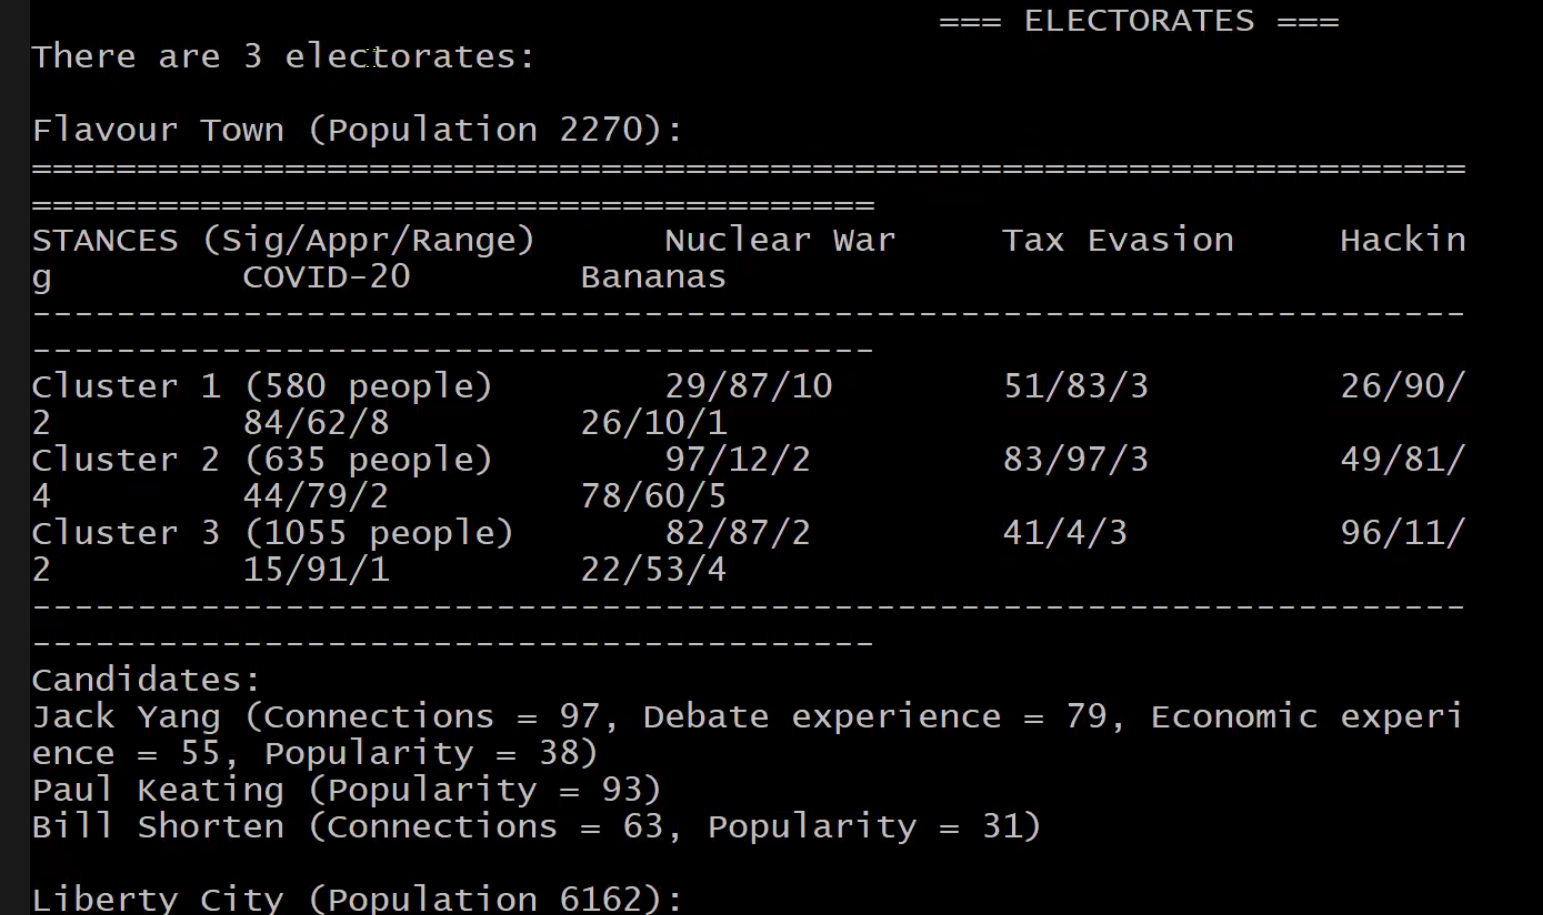 === ELECTORATES ===
There are 3 electorates:
Flavour Town (Population 2270):
====================================================================
========================================
STANCES (Sig/Appr/Range)      Nuclear War     Tax Evasion     Hackin
g         COVID-20        Bananas
--------------------------------------------------------------------
----------------------------------------
Cluster 1 (580 people)        29/87/10        51/83/3         26/90/
2         84/62/8         26/10/1
Cluster 2 (635 people)        97/12/2         83/97/3         49/81/
4         44/79/2         78/60/5
Cluster 3 (1055 people)       82/87/2         41/4/3          96/11/
2         15/91/1         22/53/4
--------------------------------------------------------------------
----------------------------------------
Candidates:
Jack Yang (Connections = 97, Debate experience = 79, Economic experi
ence = 55, Popularity = 38)
Paul Keating (Popularity = 93)
Bill Shorten (Connections = 63, Popularity = 31)
Liberty City (Population 6162):